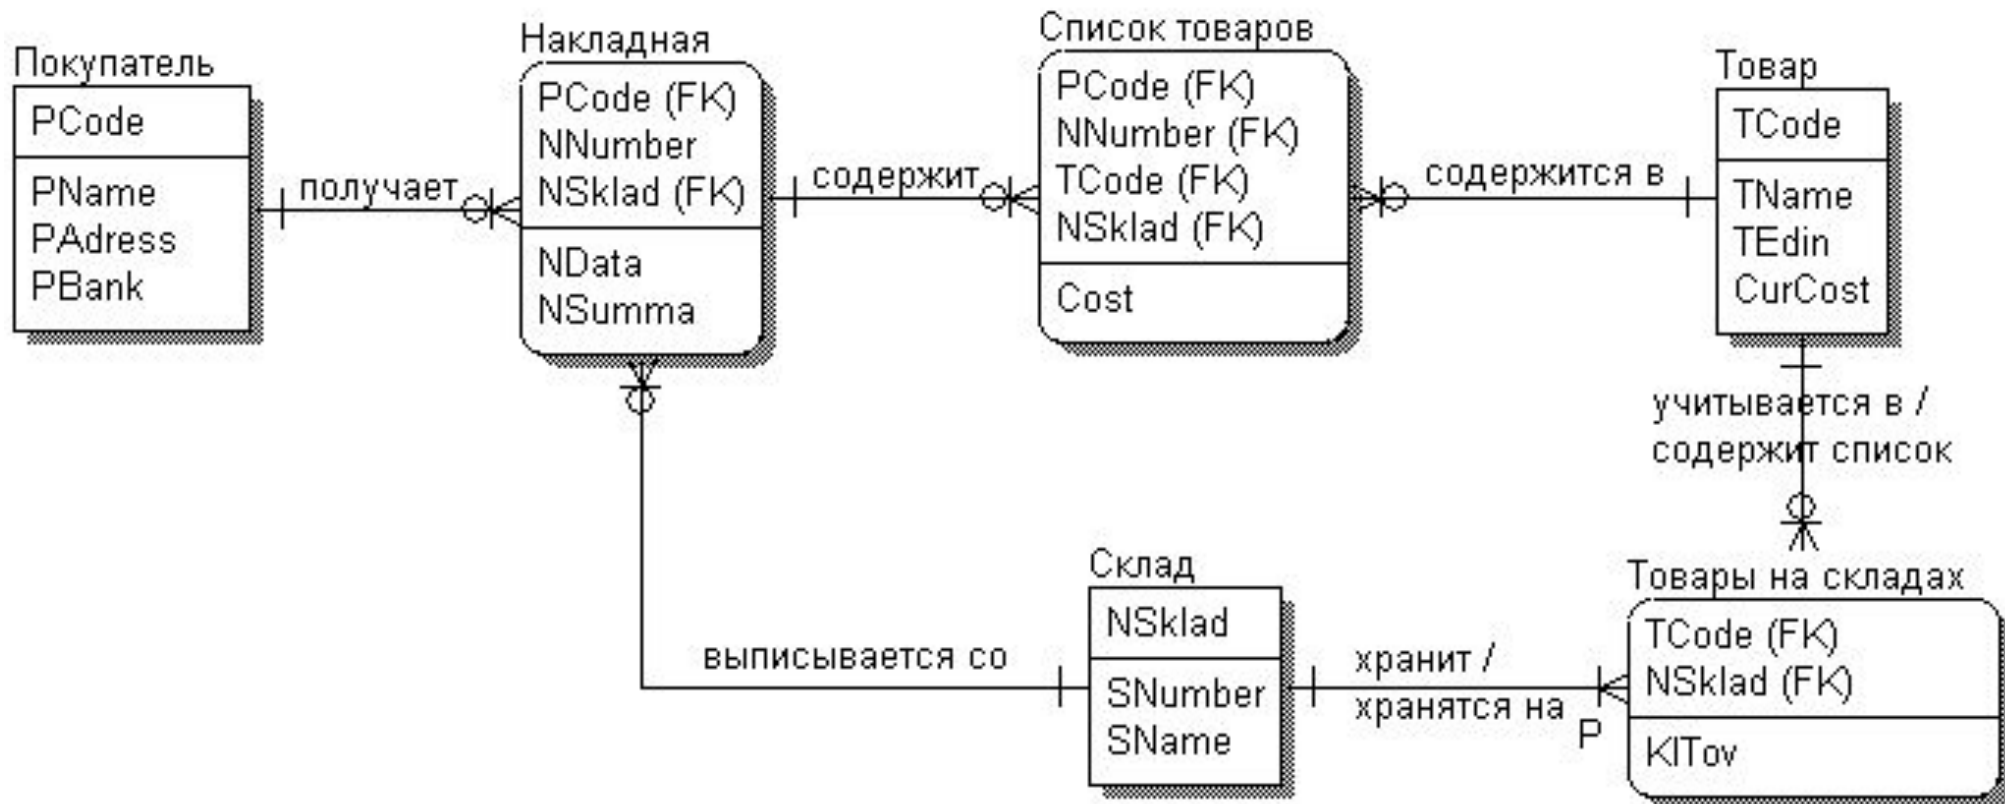 Покупатель
PCode
PName
PAdress
PBank
получает
Накладная
PCode (FK)
NNumber
NSklad (FK)
NData
NSumma
содержит
Список товаров
PCode (FK)
NNumber (FK)
TCode (FK)
NSklad (FK)
Cost
содержится в
Товар
TCode
TName
TEdin
CurCost
учитывается в /
содержит список
выписывается со
Склад
NSklad
SNumber
SName
хранит /
хранятся на
P
Товары на складах
TCode (FK)
NSklad (FK)
KlTov